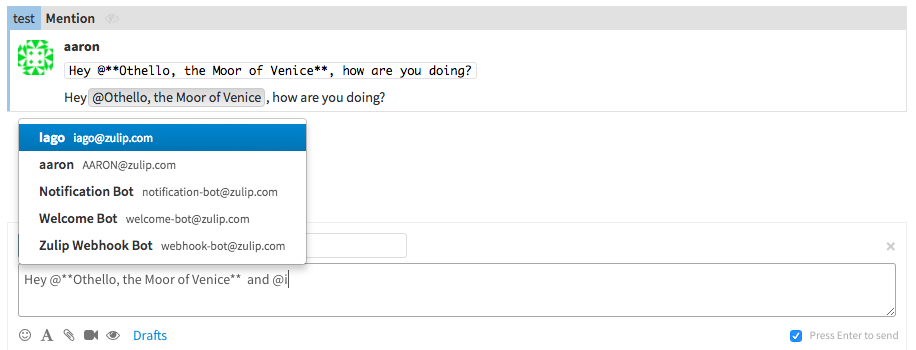 test Mention
aaron
Hey @**Othello, the Moor of Venice**, how are you doing?
Hey @Othello, the Moor of Venice , how are you doing?
Iago iago@zulip.com
aaron AARON@zulip.com
Notification Bot notification-bot@zulip.com
Welcome Bot welcome-bot@zulip.com
Zulip Webhook Bot webhook-bot@zulip.com
Hey @**Othello, the Moor of Venice** and @i
Drafts Press Enter to send